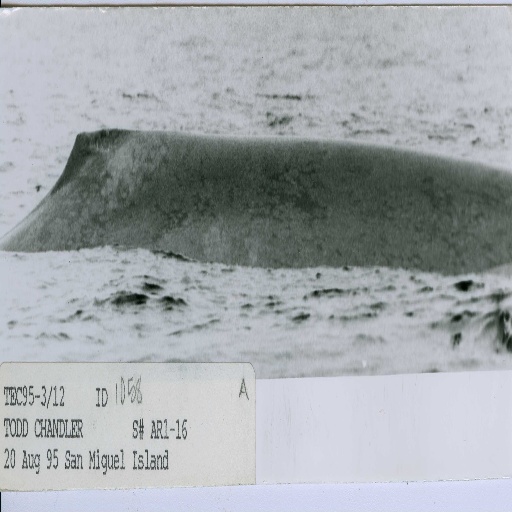 TEC95-3/12 ID 1058 A
TODD CHANDLER S# AR1-16
20 Aug 95 San Miguel Island